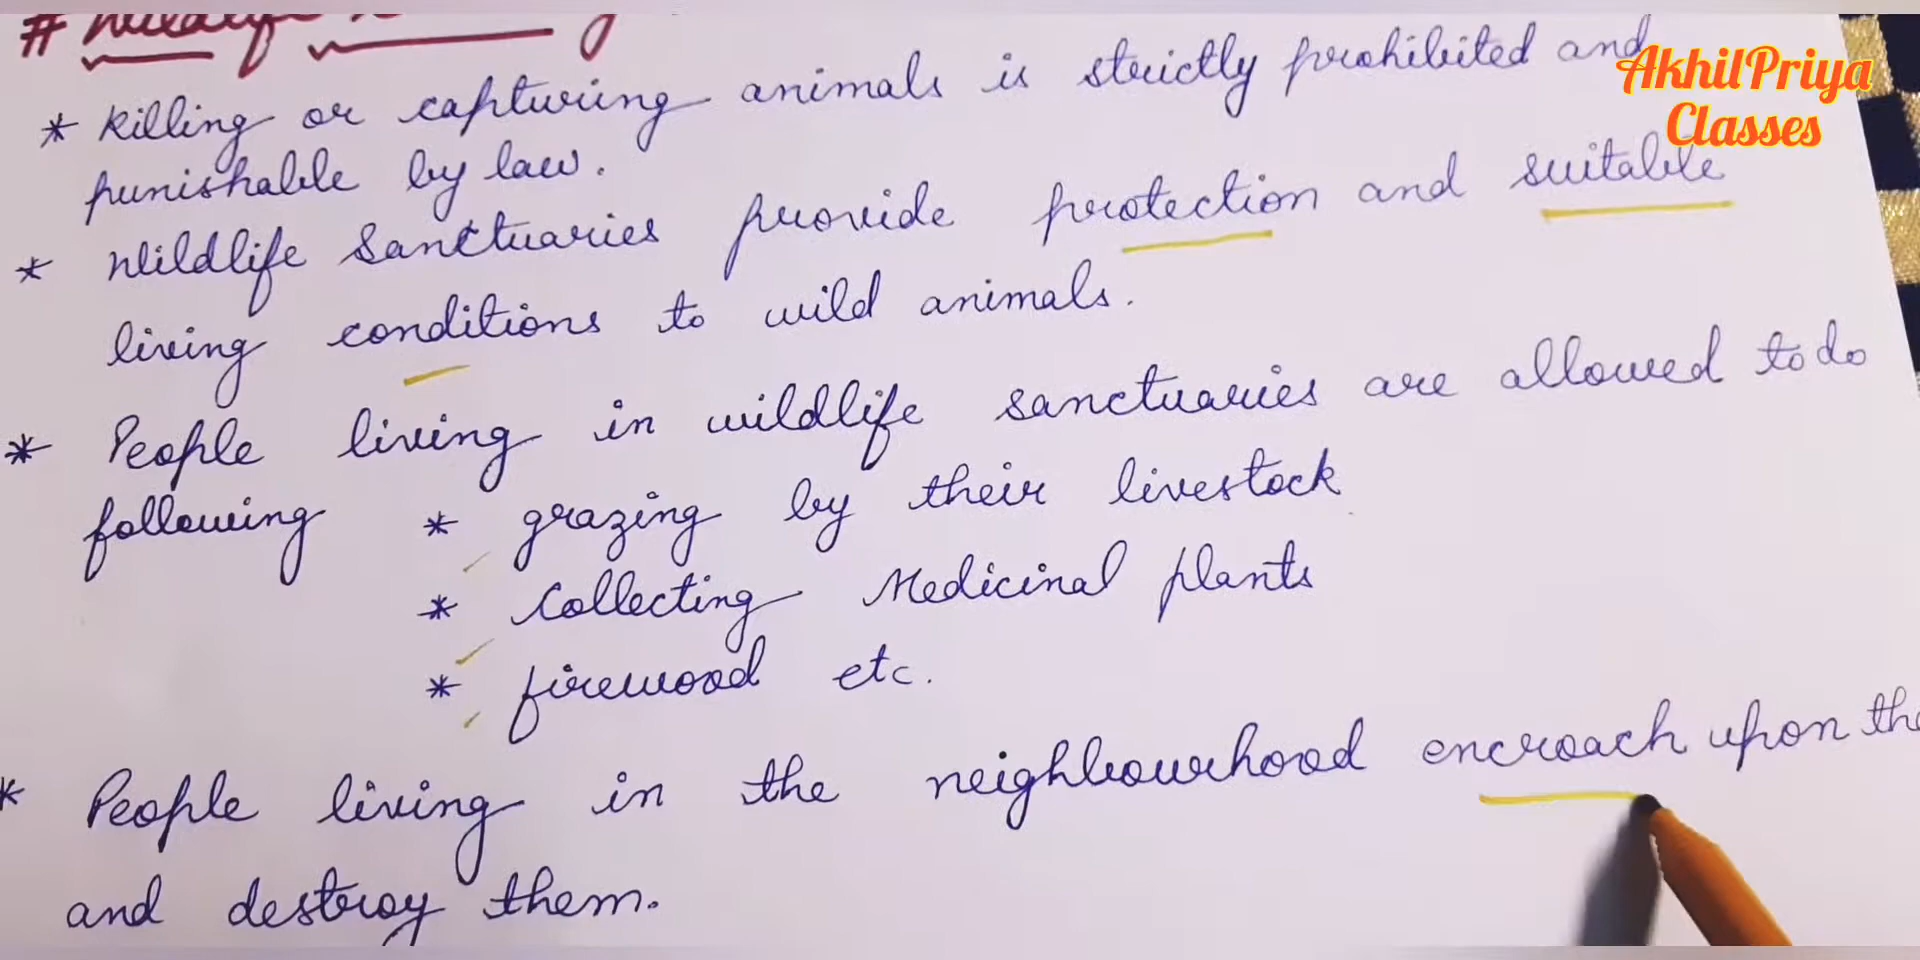 # Wildlife
* Killing or capturing animals is strictly prohibited and
punishable by law.
* Wildlife Sanctuaries provide protection and suitable
living conditions to wild animals.
* People living in wildlife sanctuaries are allowed to do
following * grazing by their livestock
* Collecting Medicinal plants
* firewood etc.
* People living in the neighbourhood encroach upon
and destroy them.
AkhilPriya
Classes